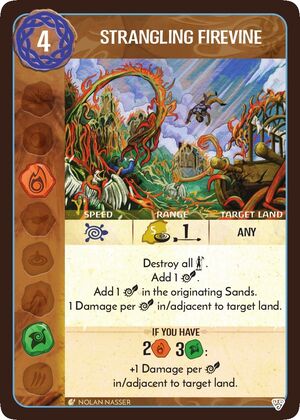 4
STRANGLING FIREVINE
SPEED RANGE TARGET LAND
1 ANY
Destroy all .
Add 1 .
Add 1 in the originating Sands.
1 Damage per in/adjacent to target land.
IF YOU HAVE
2 3 :
+1 Damage per
in/adjacent to target land.
NOLAN NASSER